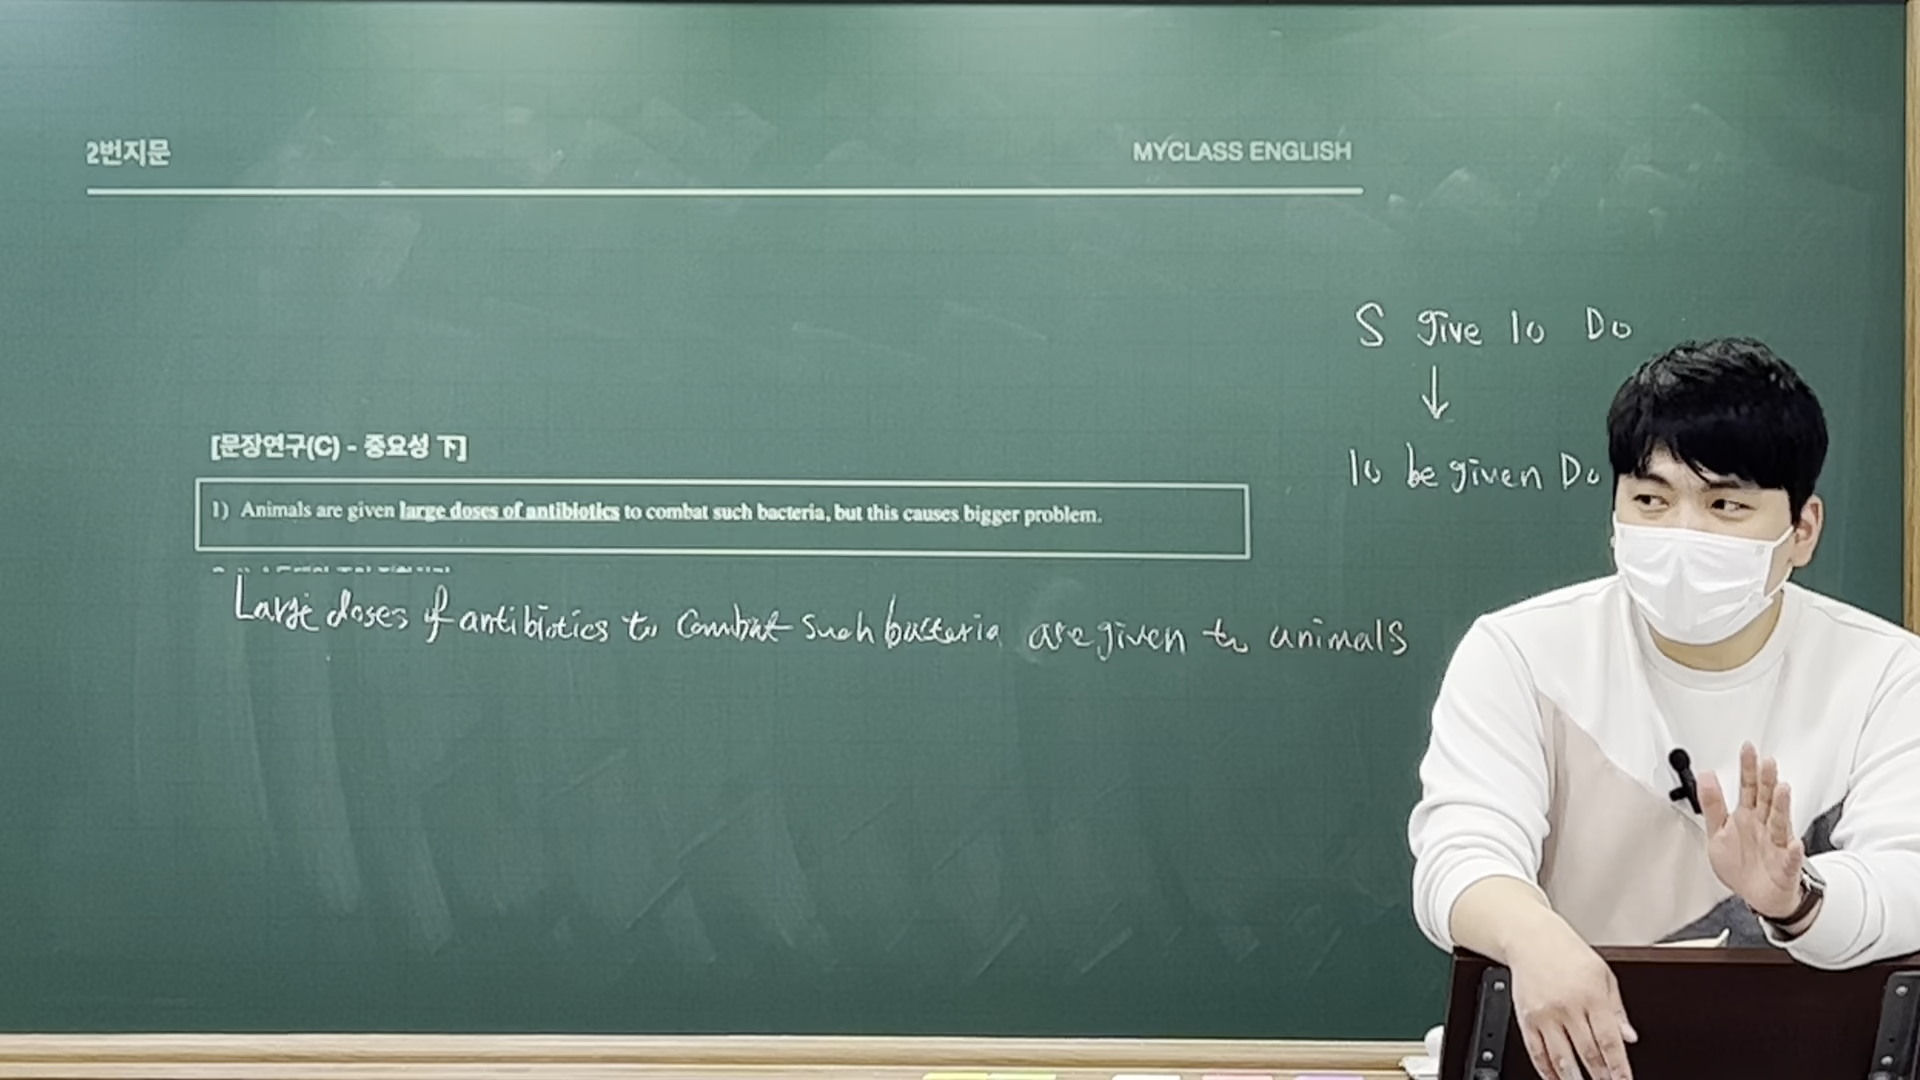 2번지문
MYCLASS ENGLISH
S give Io Do
↓
Io be given Do
[문장연구(C) - 중요성 下]
1) Animals are given large doses of antibiotics to combat such bacteria, but this causes bigger problem.
Large doses of antibiotics to combat such bacteria are given to animals